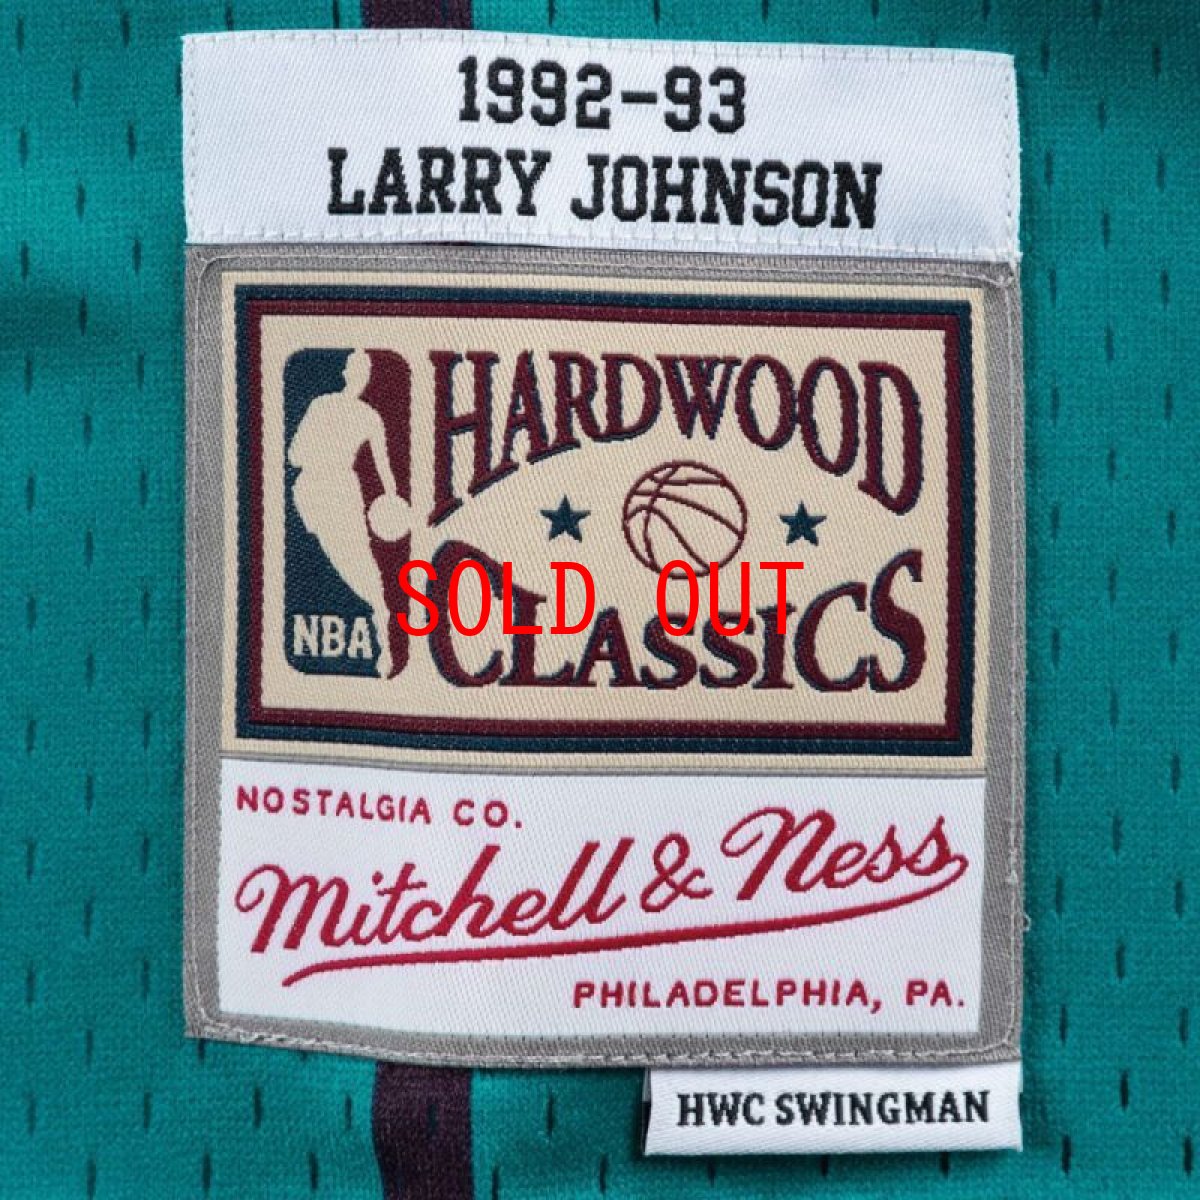 1992-93
LARRY JOHNSON
HARDWOOD
CLASSICS
NBA
SOLD OUT
NOSTALGIA CO.
Mitchell & Ness
PHILADELPHIA, PA.
HWC SWINGMAN